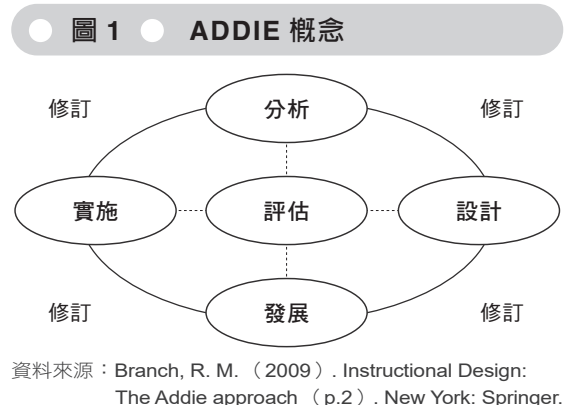 圖 1 ADDIE 概念
修訂 分析 修訂
實施 評估 設計
修訂 發展 修訂
資料來源：Branch, R. M.（2009）. Instructional Design:
The Addie approach（p.2）. New York: Springer.